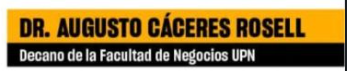 DR. AUGUSTO CÁCERES ROSELL
Decano de la Facultad de Negocios UPN